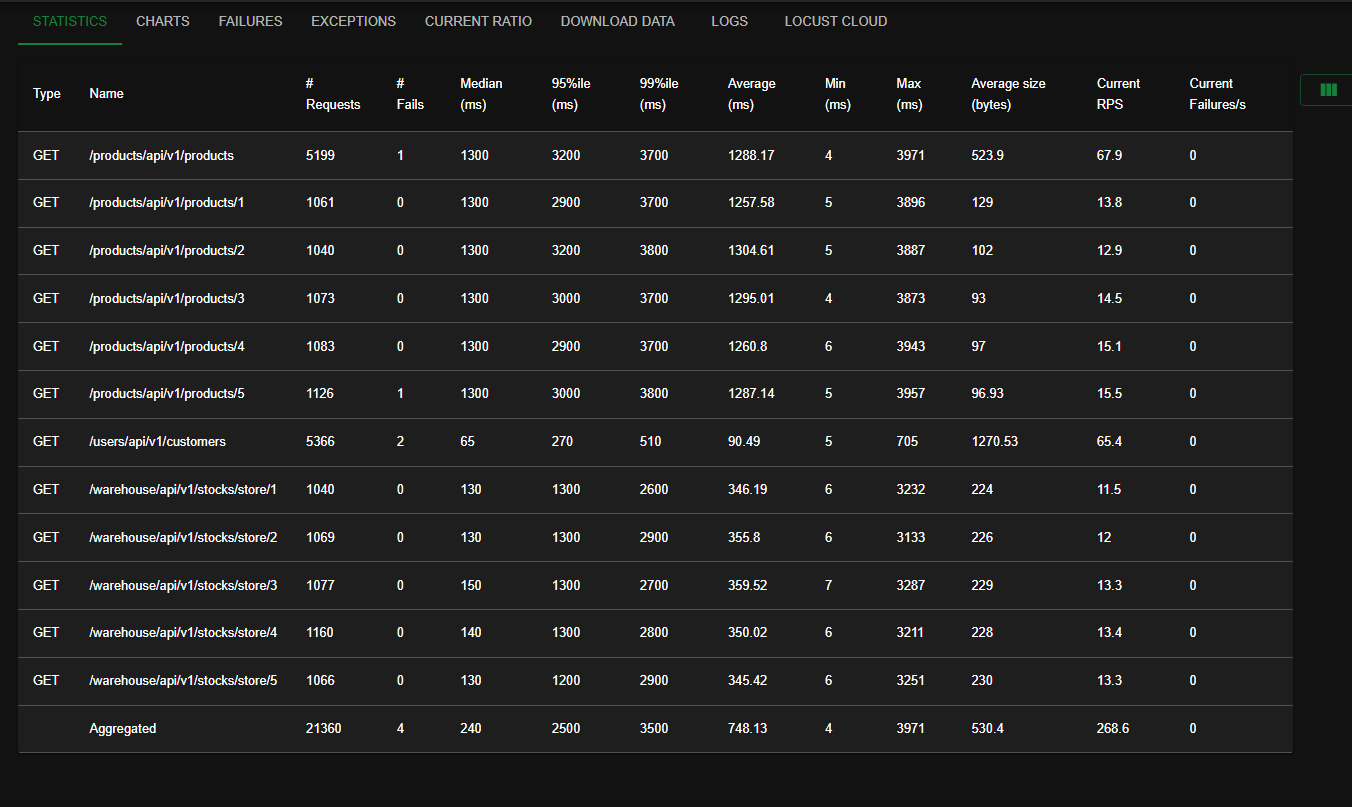 STATISTICS CHARTS FAILURES EXCEPTIONS CURRENT RATIO DOWNLOAD DATA LOGS LOCUST CLOUD
Type Name # Requests # Fails Median (ms) 95%ile (ms) 99%ile (ms) Average (ms) Min (ms) Max (ms) Average size (bytes) Current RPS Current Failures/s
GET /products/api/v1/products 5199 1 1300 3200 3700 1288.17 4 3971 523.9 67.9 0
GET /products/api/v1/products/1 1061 0 1300 2900 3700 1257.58 5 3896 129 13.8 0
GET /products/api/v1/products/2 1040 0 1300 3200 3800 1304.61 5 3887 102 12.9 0
GET /products/api/v1/products/3 1073 0 1300 3000 3700 1295.01 4 3873 93 14.5 0
GET /products/api/v1/products/4 1083 0 1300 2900 3700 1260.8 6 3943 97 15.1 0
GET /products/api/v1/products/5 1126 1 1300 3000 3800 1287.14 5 3957 96.93 15.5 0
GET /users/api/v1/customers 5366 2 65 270 510 90.49 5 705 1270.53 65.4 0
GET /warehouse/api/v1/stocks/store/1 1040 0 130 1300 2600 346.19 6 3232 224 11.5 0
GET /warehouse/api/v1/stocks/store/2 1069 0 130 1300 2900 355.8 6 3133 226 12 0
GET /warehouse/api/v1/stocks/store/3 1077 0 150 1300 2700 359.52 7 3287 229 13.3 0
GET /warehouse/api/v1/stocks/store/4 1160 0 140 1300 2800 350.02 6 3211 228 13.4 0
GET /warehouse/api/v1/stocks/store/5 1066 0 130 1200 2900 345.42 6 3251 230 13.3 0
Aggregated 21360 4 240 2500 3500 748.13 4 3971 530.4 268.6 0